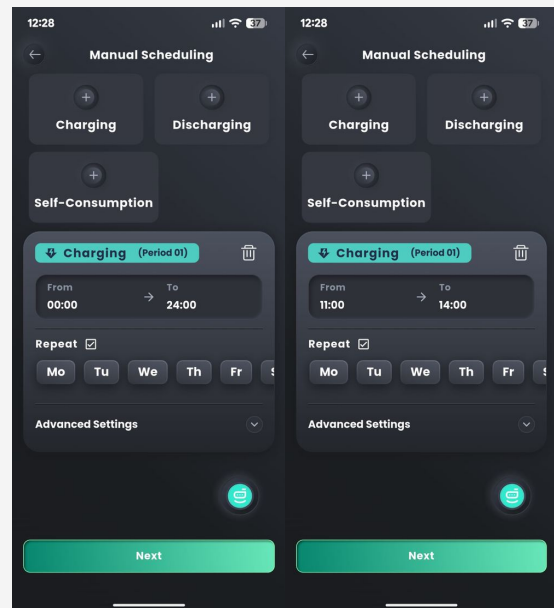 12:28
37
Manual Scheduling
Charging
Discharging
Self-Consumption
Charging (Period 01)
From
To
00:00
24:00
Repeat
Mo Tu We Th Fr
Advanced Settings
Next
12:28
37
Manual Scheduling
Charging
Discharging
Self-Consumption
Charging (Period 01)
From
To
11:00
14:00
Repeat
Mo Tu We Th Fr
Advanced Settings
Next